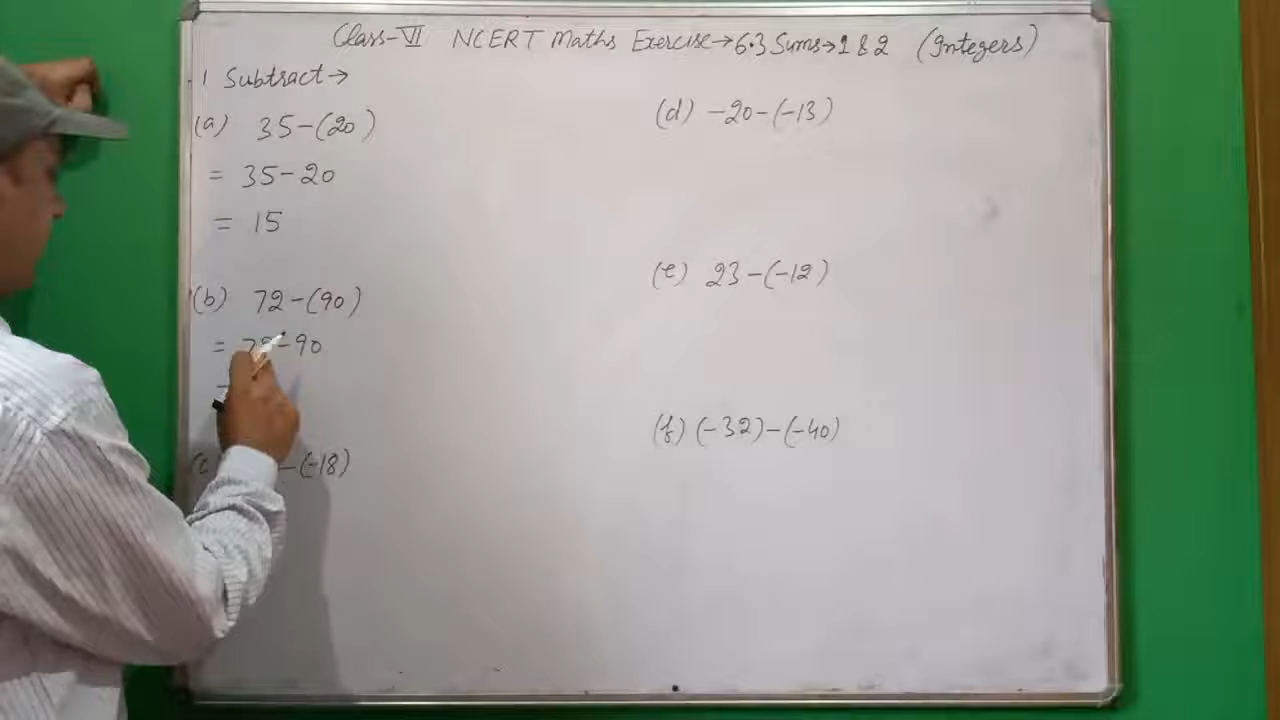 Class-VI NCERT Maths Exercise→6.3 Sums→1 & 2 (Integers)
1 Subtract→
(a) 35-(20)
= 35-20
= 15
(b) 72-(90)
= 72-90
=
(c) -(-18)
(d) -20-(-13)
(e) 23-(-12)
(f) (-32)-(-40)